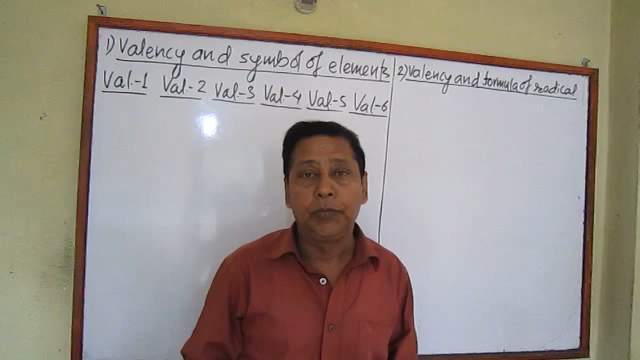 1) Valency and symbol of elements
Val.-1 Val-2 Val-3 Val-4 Val-5 Val-6
2) Valency and formula of radical